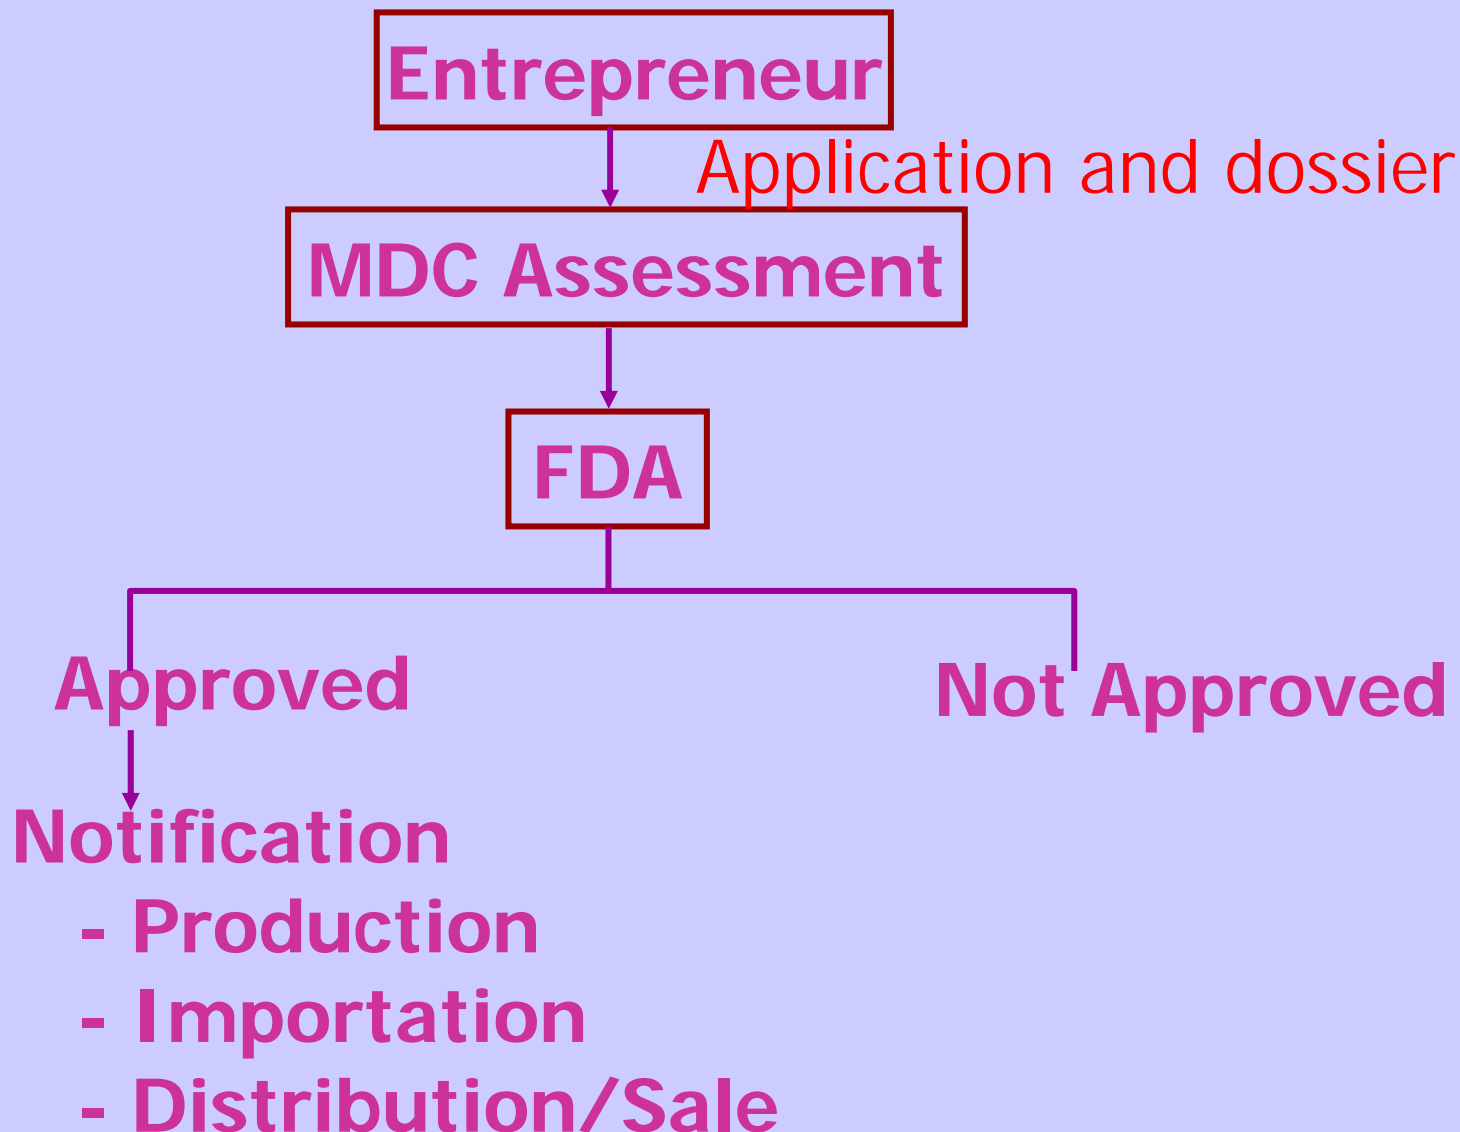 Entrepreneur
Application and dossier
MDC Assessment
FDA
Approved
Not Approved
Notification
- Production
- Importation
- Distribution/Sale